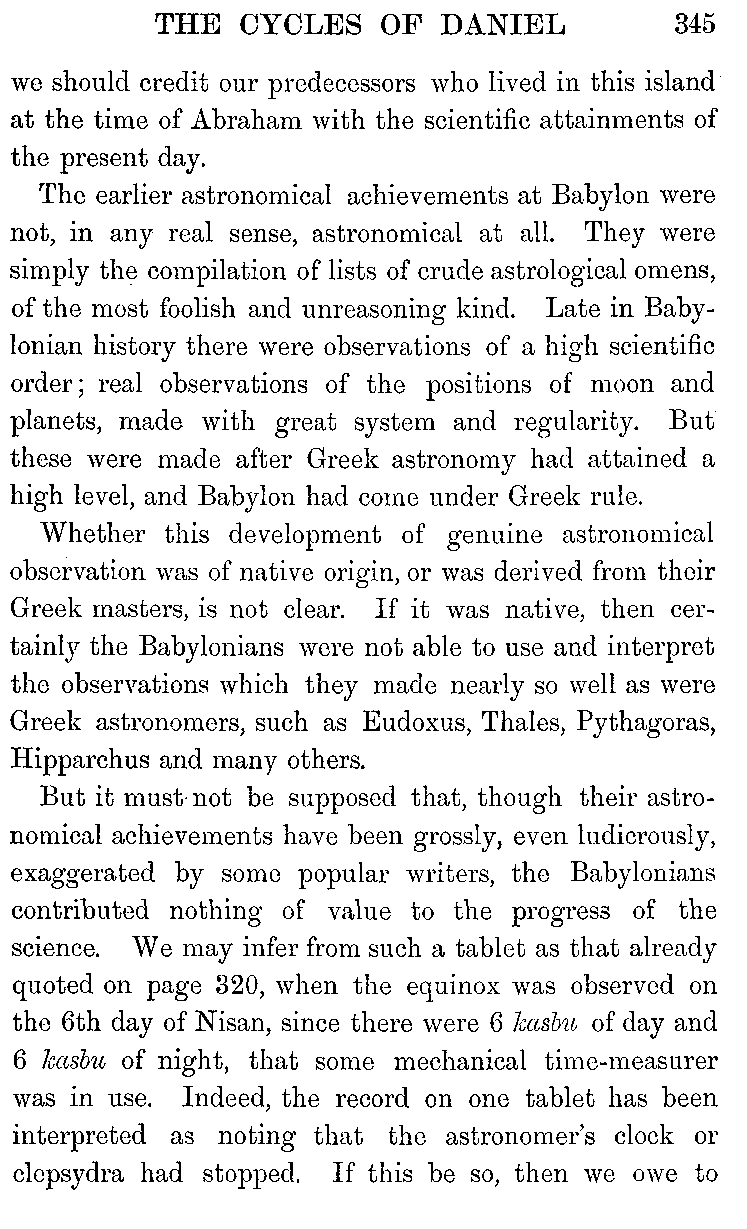 THE CYCLES OF DANIEL 345
we should credit our predecessors who lived in this island
at the time of Abraham with the scientific attainments of
the present day.
The earlier astronomical achievements at Babylon were
not, in any real sense, astronomical at all. They were
simply the compilation of lists of crude astrological omens,
of the most foolish and unreasoning kind. Late in Baby-
lonian history there were observations of a high scientific
order; real observations of the positions of moon and
planets, made with great system and regularity. But
these were made after Greek astronomy had attained a
high level, and Babylon had come under Greek rule.
Whether this development of genuine astronomical
observation was of native origin, or was derived from their
Greek masters, is not clear. If it was native, then cer-
tainly the Babylonians were not able to use and interpret
the observations which they made nearly so well as were
Greek astronomers, such as Eudoxus, Thales, Pythagoras,
Hipparchus and many others.
But it must not be supposed that, though their astro-
nomical achievements have been grossly, even ludicrously,
exaggerated by some popular writers, the Babylonians
contributed nothing of value to the progress of the
science. We may infer from such a tablet as that already
quoted on page 320, when the equinox was observed on
the 6th day of Nisan, since there were 6 kasbu of day and
6 kasbu of night, that some mechanical time-measurer
was in use. Indeed, the record on one tablet has been
interpreted as noting that the astronomer's clock or
clepsydra had stopped. If this be so, then we owe to